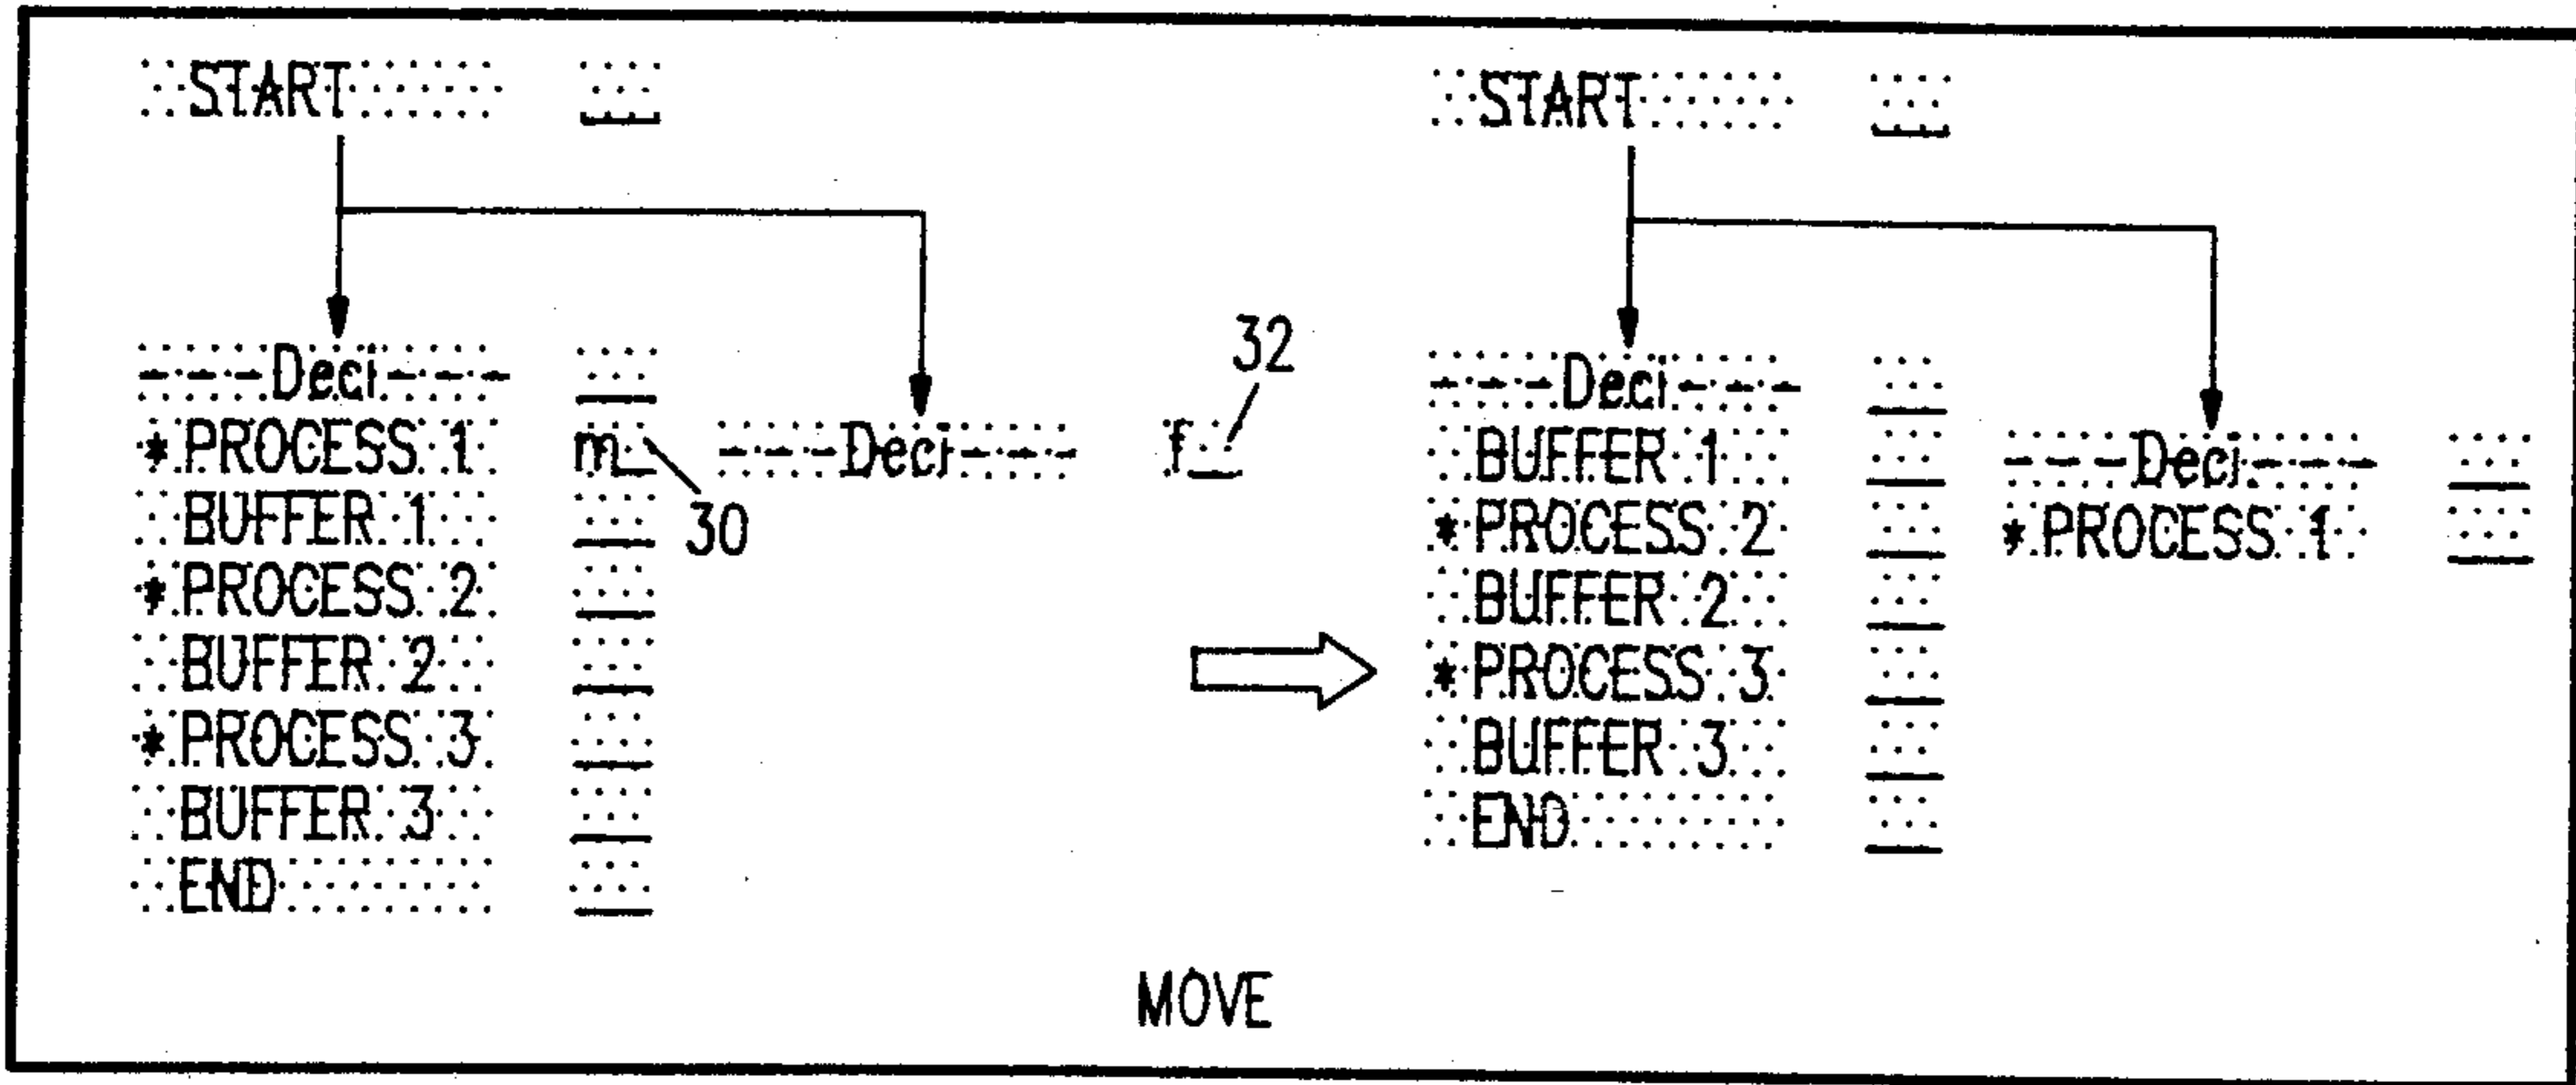 START
---Deci---
*PROCESS 1 m
BUFFER 1
*PROCESS 2
BUFFER 2
*PROCESS 3
BUFFER 3
END
30
---Deci--- f
32
START
---Deci---
BUFFER 1
*PROCESS 2
BUFFER 2
*PROCESS 3
BUFFER 3
END
---Deci---
*PROCESS 1
MOVE